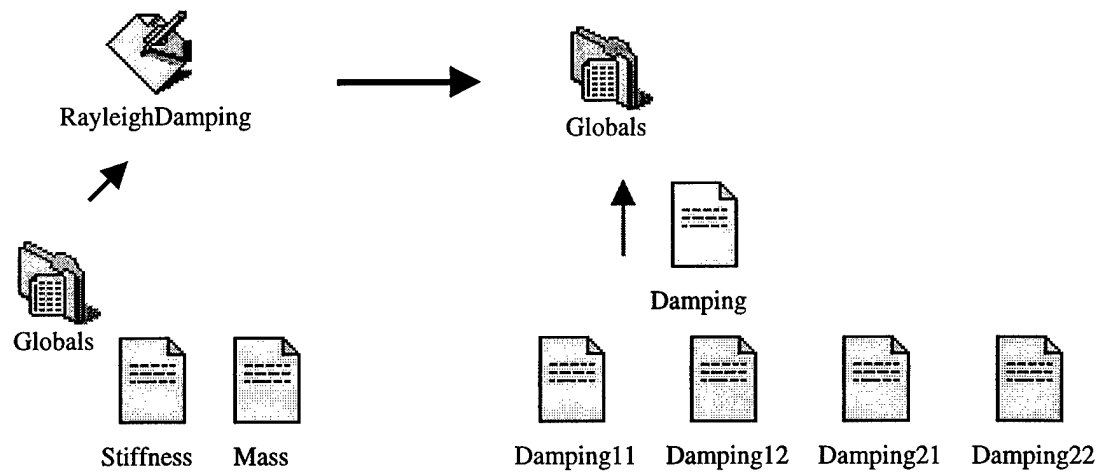 RayleighDamping
Globals
Damping
Globals
Stiffness Mass
Damping11 Damping12 Damping21 Damping22